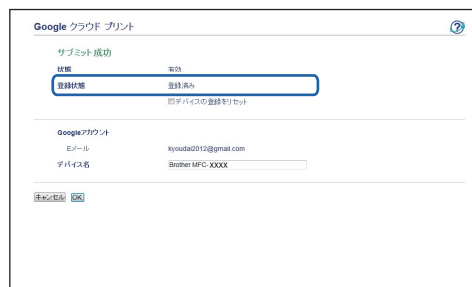 Google クラウド プリント
サブミット成功
状態 有効
登録状態 登録済み
デバイスの登録をリセット
Googleアカウント
Eメール kyoudai2012@gmail.com
デバイス名 Brother MFC-XXXX
キャンセル OK